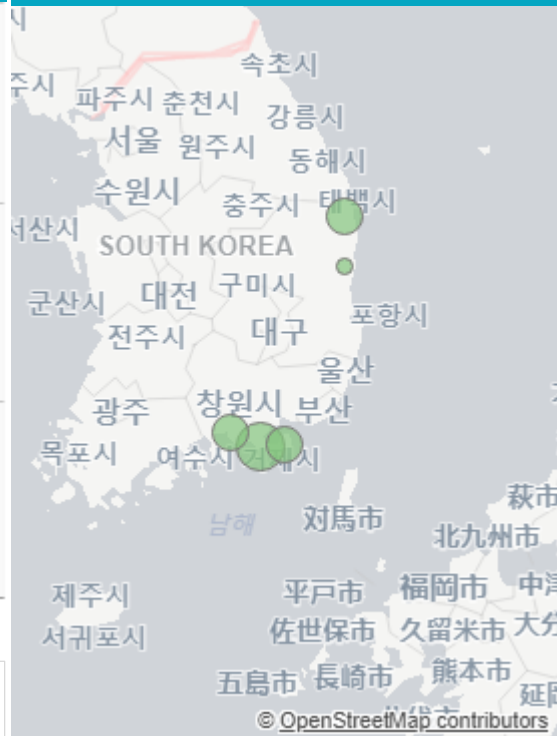 속초시
파주시 춘천시
강릉시
서울 원주시
동해시
수원시
충주시 태백시
서산시
SOUTH KOREA
군산시 대전 구미시
포항시
전주시 대구
울산
창원시 부산
광주
목포시 여수시 거제시
남해
対馬市
萩市
北九州市
제주시
平戸市 福岡市
서귀포시
佐世保市 久留米市
五島市 長崎市 熊本市
© OpenStreetMap contributors